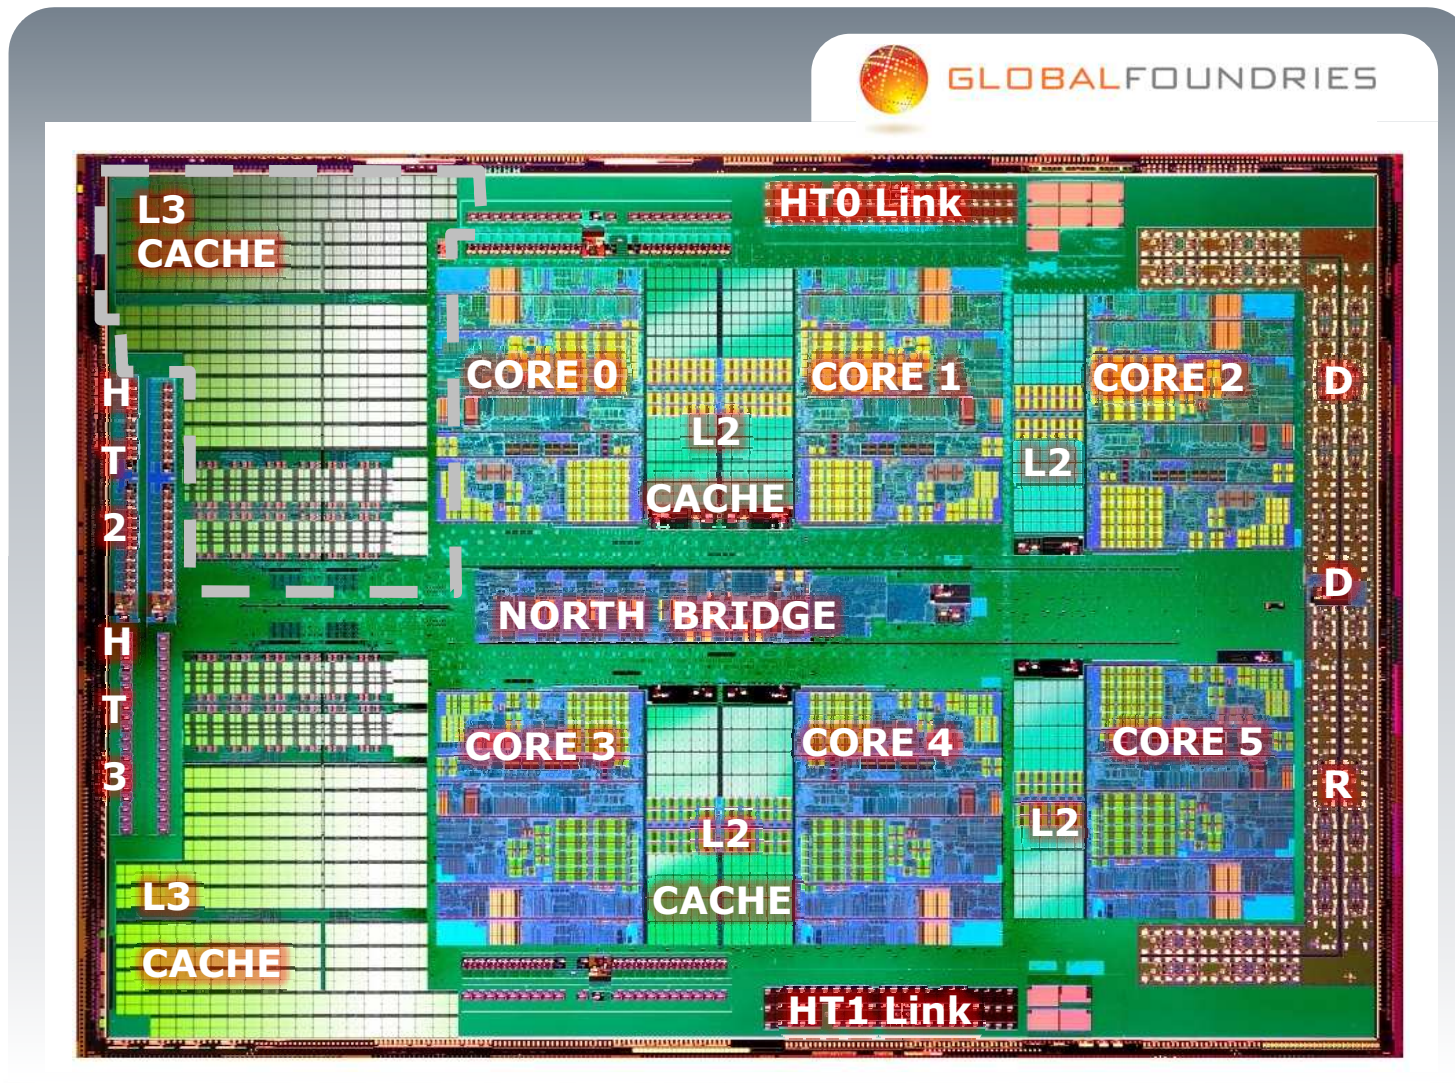 GLOBALFOUNDRIES
L3
CACHE
HT0 Link
CORE 0
CORE 1
CORE 2
L2
CACHE
L2
H
T
2
D
D
R
NORTH BRIDGE
H
T
3
CORE 3
CORE 4
CORE 5
L2
CACHE
L2
L3
CACHE
HT1 Link